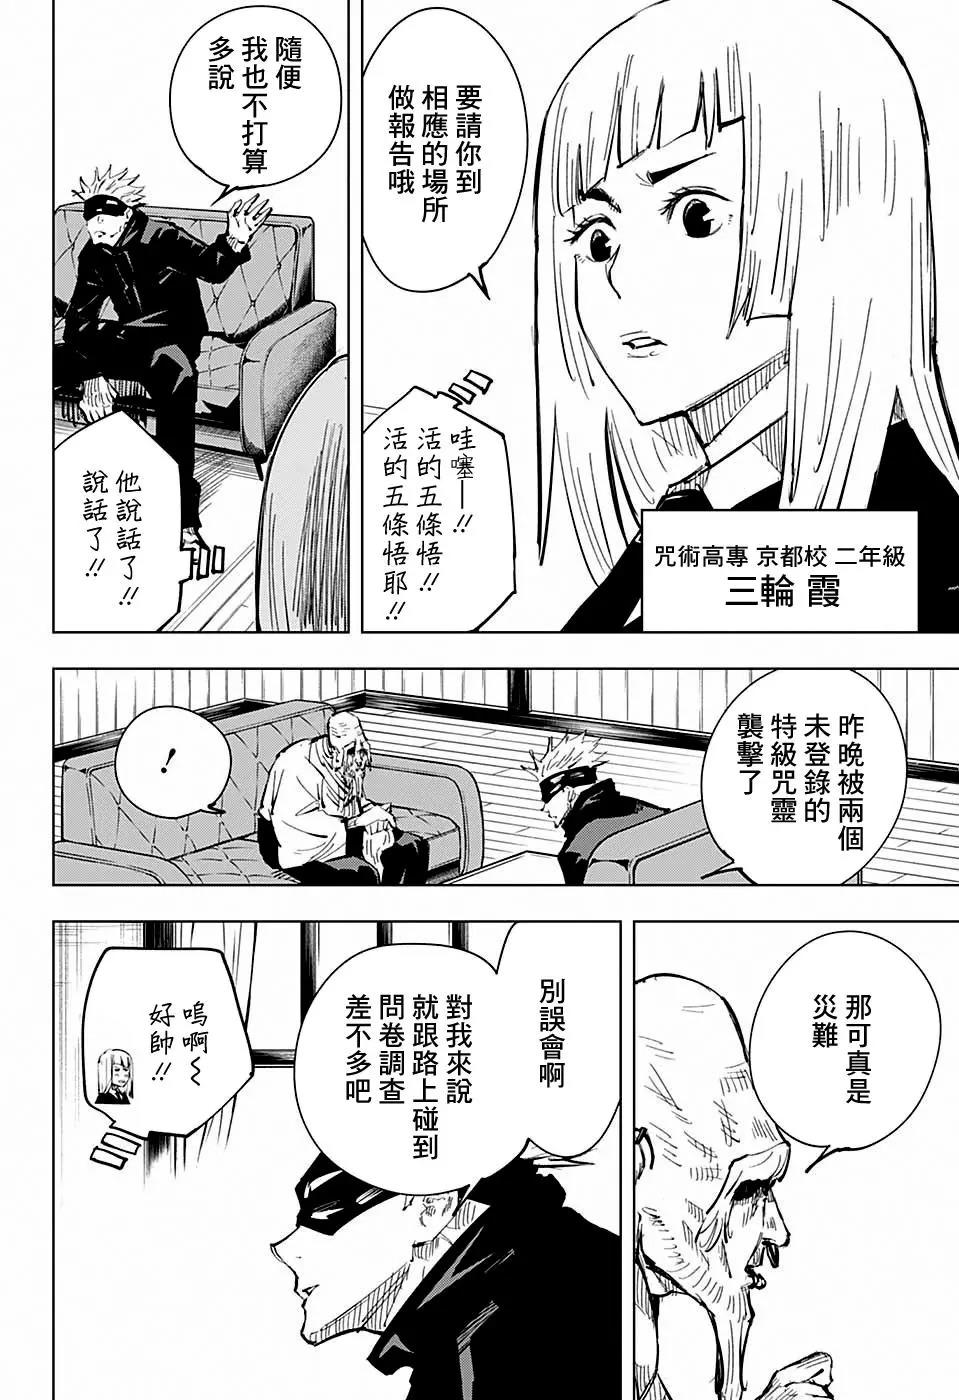 要請你到
相應的場所
做報告哦
哇噻—!!
活的五條悟
活的五條悟耶!!
咒術高專 京都校 二年級
三輪 霞
隨便
我也不打算
多說
他說話了
說話了!!
昨晚被兩個
未登錄的
特級咒靈
襲擊了
！
那可真是
災難
別誤會啊
對我來說
就跟路上碰到
問卷調查
差不多吧
嗚啊~
好帥!!